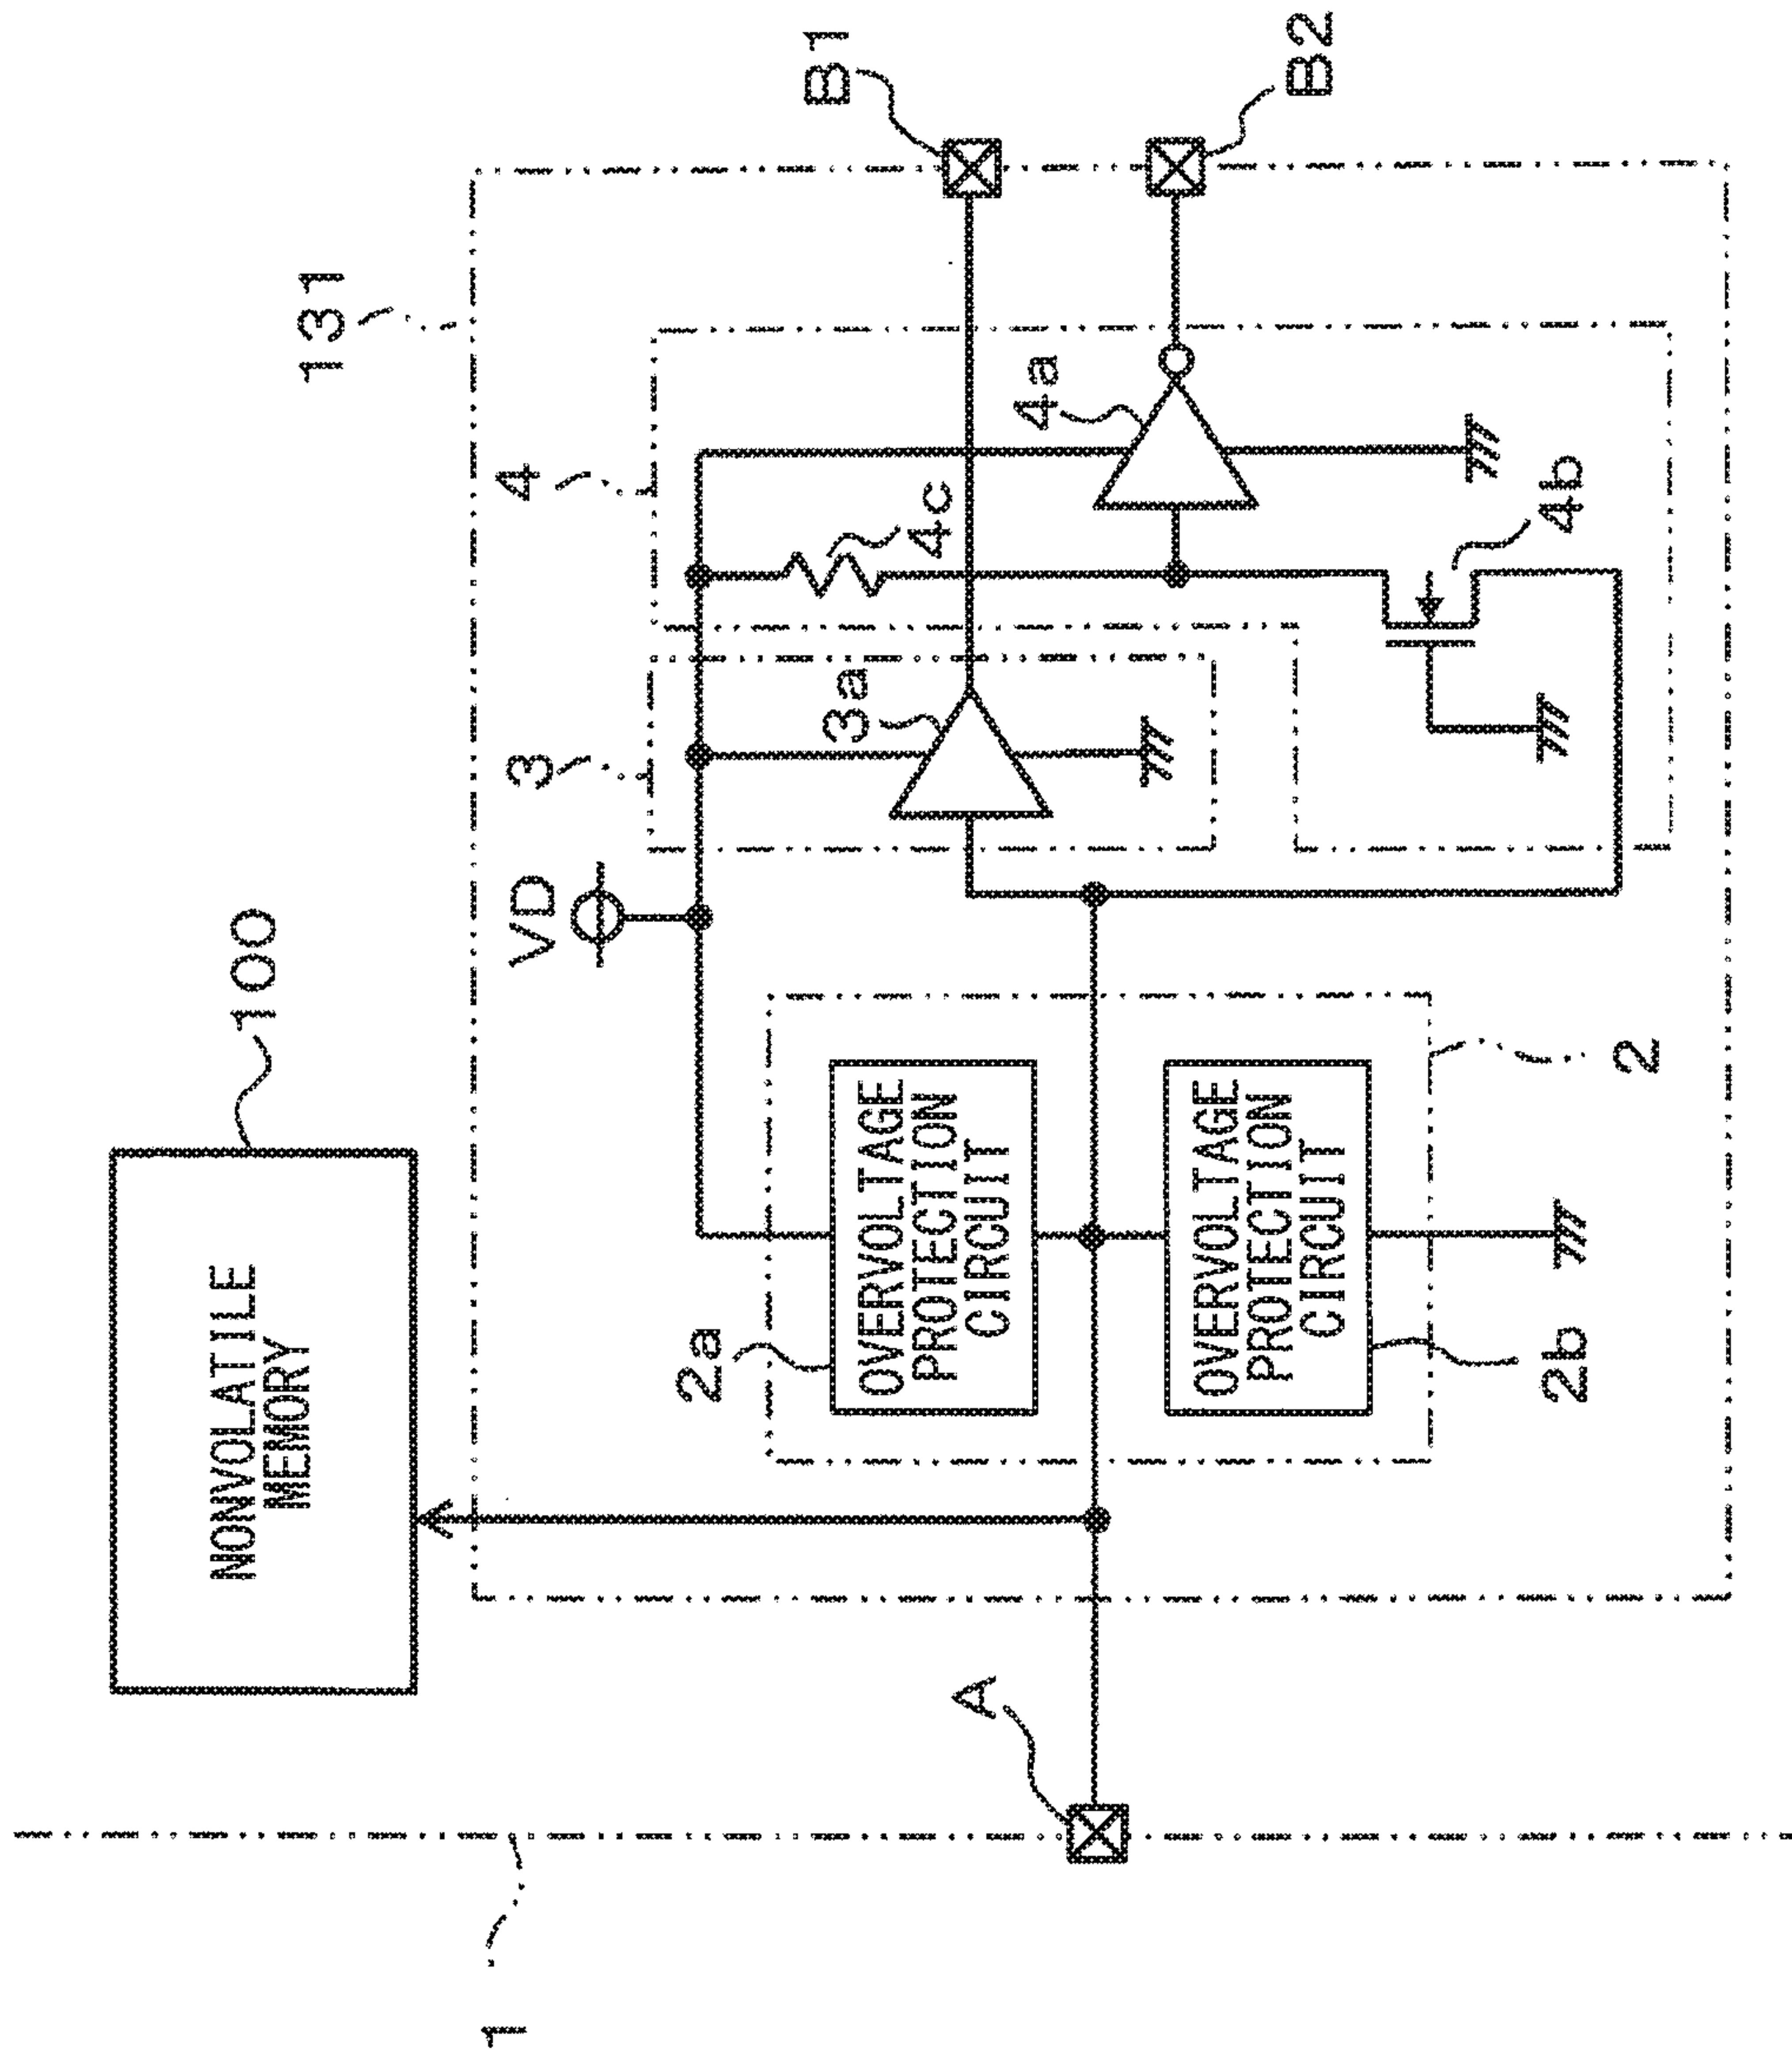 1
A
NONVOLATILE
MEMORY
100
131
2a
OVERVOLTAGE
PROTECTION
CIRCUIT
OVERVOLTAGE
PROTECTION
CIRCUIT
2b
2
VD
3
3a
4
4c
4a
4b
B1
B2